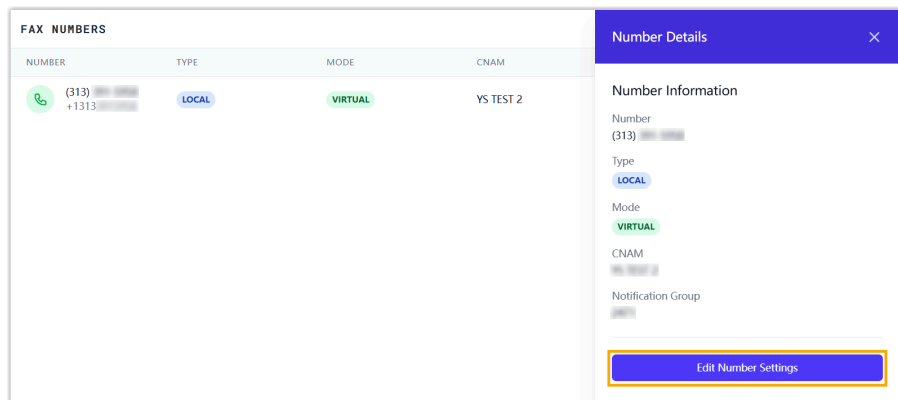 FAX NUMBERS
NUMBER TYPE MODE CNAM
(313)
+1313
LOCAL VIRTUAL YS TEST 2
Number Details
Number Information
Number
(313)
Type
LOCAL
Mode
VIRTUAL
CNAM
Notification Group
Edit Number Settings